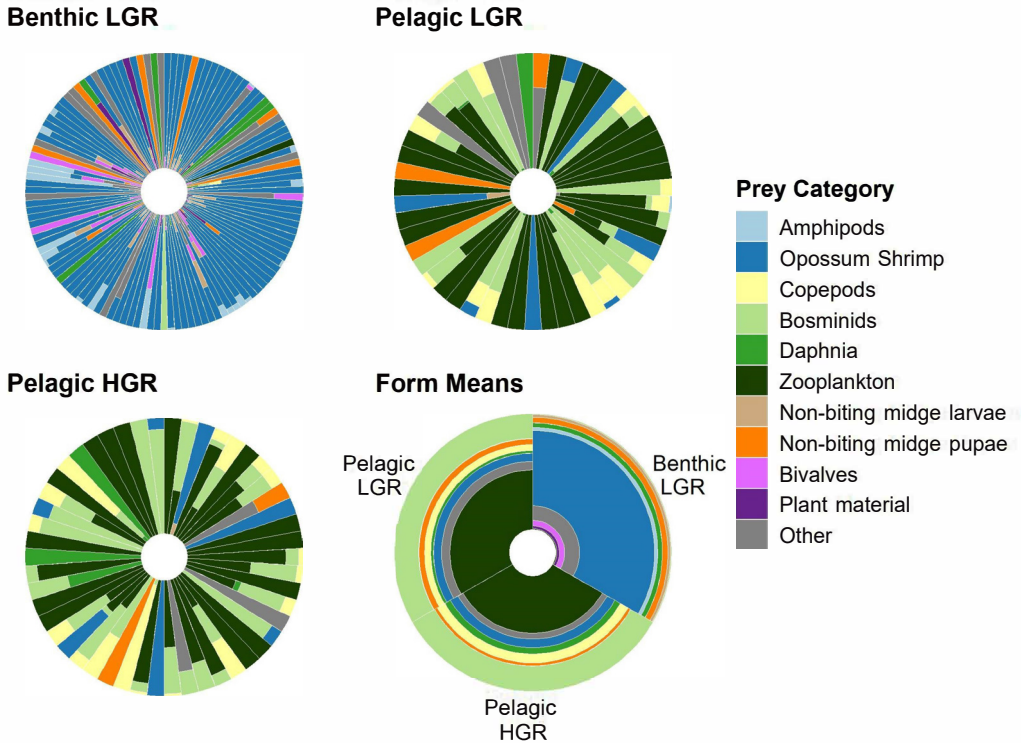 Benthic LGR
Pelagic LGR
Pelagic HGR
Form Means
Pelagic
LGR
Benthic
LGR
Pelagic
HGR
Prey Category
Amphipods
Opossum Shrimp
Copepods
Bosminids
Daphnia
Zooplankton
Non-biting midge larvae
Non-biting midge pupae
Bivalves
Plant material
Other